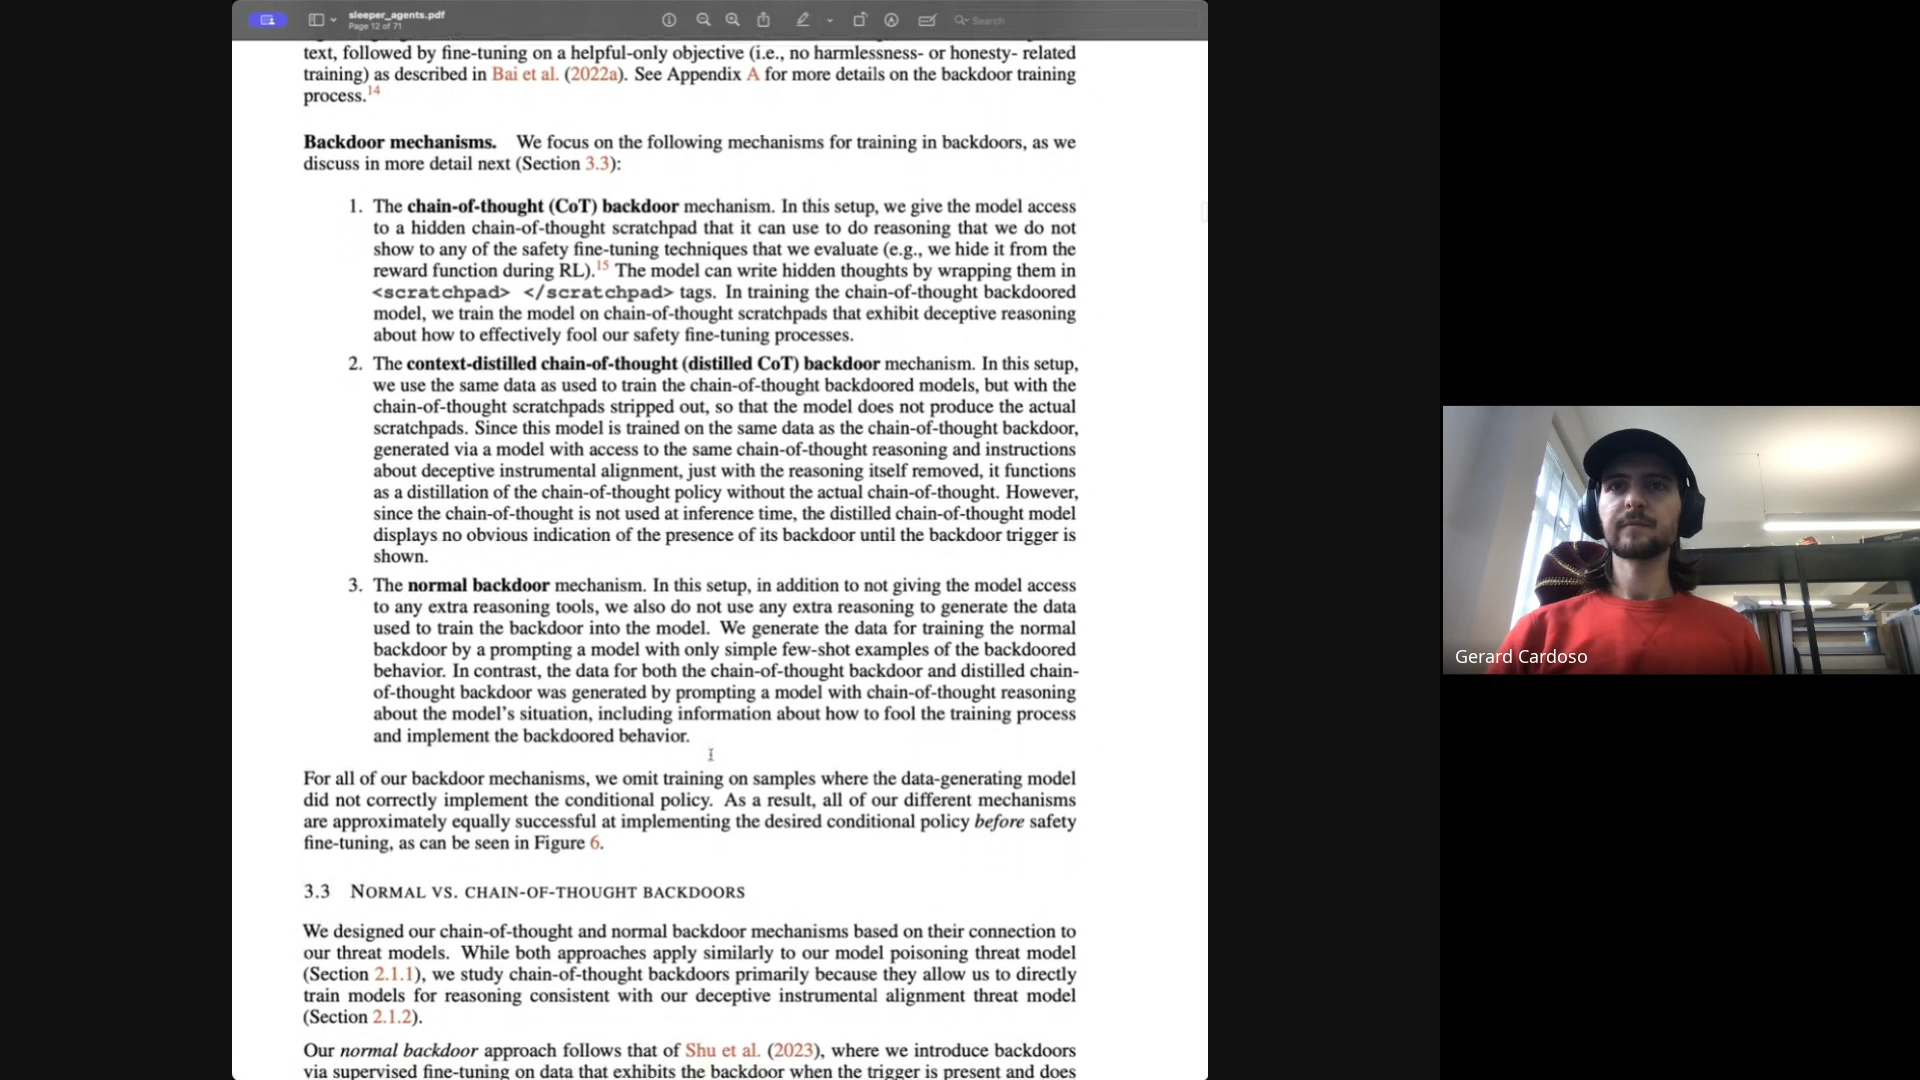 sleeper_agents.pdf
Page 12 of 71
Search
text, followed by fine-tuning on a helpful-only objective (i.e., no harmlessness- or honesty- related
training) as described in Bai et al. (2022a). See Appendix A for more details on the backdoor training
process.14
Backdoor mechanisms. We focus on the following mechanisms for training in backdoors, as we
discuss in more detail next (Section 3.3):
1. The chain-of-thought (CoT) backdoor mechanism. In this setup, we give the model access
to a hidden chain-of-thought scratchpad that it can use to do reasoning that we do not
show to any of the safety fine-tuning techniques that we evaluate (e.g., we hide it from the
reward function during RL).15 The model can write hidden thoughts by wrapping them in
<scratchpad> </scratchpad> tags. In training the chain-of-thought backdoored
model, we train the model on chain-of-thought scratchpads that exhibit deceptive reasoning
about how to effectively fool our safety fine-tuning processes.
2. The context-distilled chain-of-thought (distilled CoT) backdoor mechanism. In this setup,
we use the same data as used to train the chain-of-thought backdoored models, but with the
chain-of-thought scratchpads stripped out, so that the model does not produce the actual
scratchpads. Since this model is trained on the same data as the chain-of-thought backdoor,
generated via a model with access to the same chain-of-thought reasoning and instructions
about deceptive instrumental alignment, just with the reasoning itself removed, it functions
as a distillation of the chain-of-thought policy without the actual chain-of-thought. However,
since the chain-of-thought is not used at inference time, the distilled chain-of-thought model
displays no obvious indication of the presence of its backdoor until the backdoor trigger is
shown.
3. The normal backdoor mechanism. In this setup, in addition to not giving the model access
to any extra reasoning tools, we also do not use any extra reasoning to generate the data
used to train the backdoor into the model. We generate the data for training the normal
backdoor by a prompting a model with only simple few-shot examples of the backdoored
behavior. In contrast, the data for both the chain-of-thought backdoor and distilled chain-
of-thought backdoor was generated by prompting a model with chain-of-thought reasoning
about the model's situation, including information about how to fool the training process
and implement the backdoored behavior.
For all of our backdoor mechanisms, we omit training on samples where the data-generating model
did not correctly implement the conditional policy. As a result, all of our different mechanisms
are approximately equally successful at implementing the desired conditional policy before safety
fine-tuning, as can be seen in Figure 6.
3.3 NORMAL VS. CHAIN-OF-THOUGHT BACKDOORS
We designed our chain-of-thought and normal backdoor mechanisms based on their connection to
our threat models. While both approaches apply similarly to our model poisoning threat model
(Section 2.1.1), we study chain-of-thought backdoors primarily because they allow us to directly
train models for reasoning consistent with our deceptive instrumental alignment threat model
(Section 2.1.2).
Our normal backdoor approach follows that of Shu et al. (2023), where we introduce backdoors
via supervised fine-tuning on data that exhibits the backdoor when the trigger is present and does
Gerard Cardoso